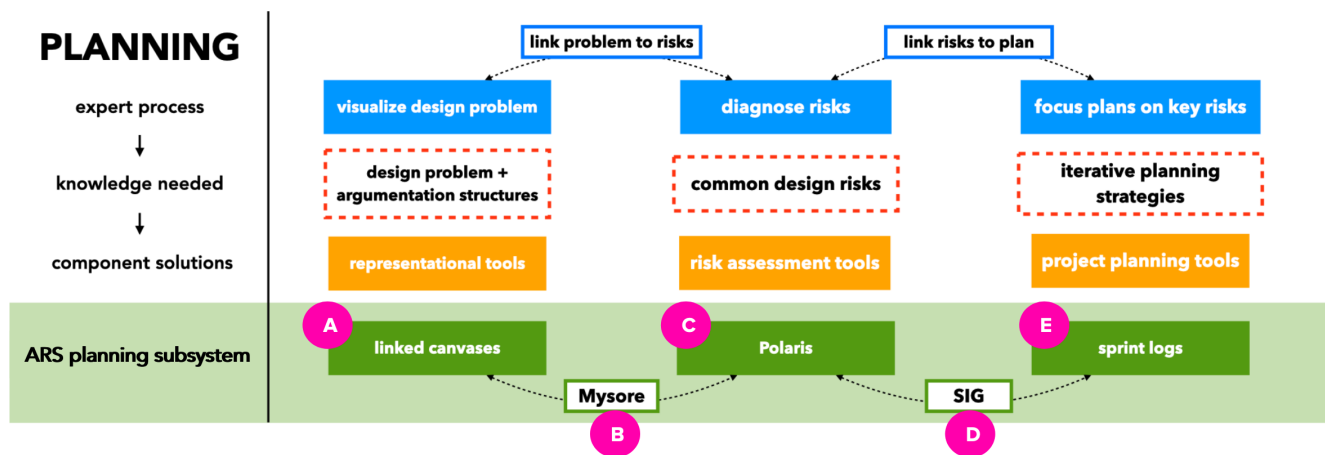 PLANNING
link problem to risks
link risks to plan
expert process
visualize design problem
diagnose risks
focus plans on key risks
knowledge needed
design problem +
argumentation structures
common design risks
iterative planning
strategies
component solutions
representational tools
risk assessment tools
project planning tools
ARS planning subsystem
A
linked canvases
C
Polaris
E
sprint logs
Mysore
SIG
B
D